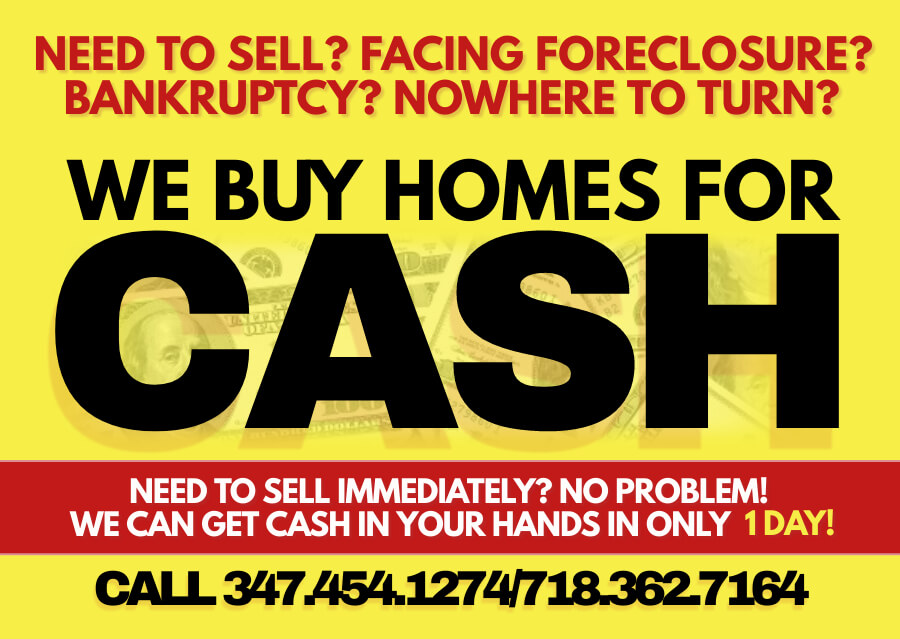 NEED TO SELL? FACING FORECLOSURE?
BANKRUPTCY? NOWHERE TO TURN?
WE BUY HOMES FOR
CASH
NEED TO SELL IMMEDIATELY? NO PROBLEM!
WE CAN GET CASH IN YOUR HANDS IN ONLY 1 DAY!
CALL 347.454.1274/718.362.7164